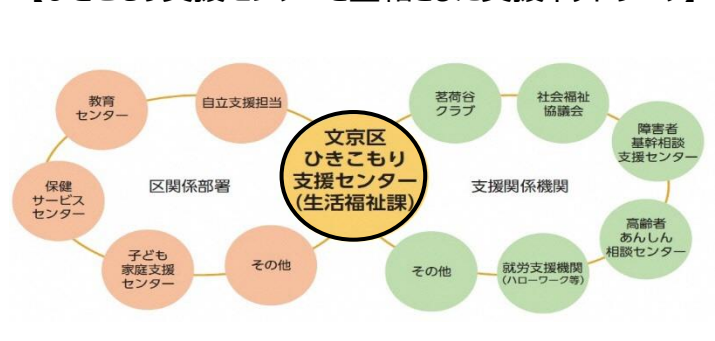 教育
センター
自立支援担当
保健
サービス
センター
区関係部署
子ども
家庭支援
センター
その他
文京区
ひきこもり
支援センター
(生活福祉課)
茗荷谷
クラブ
社会福祉
協議会
障害者
基幹相談
支援センター
支援関係機関
高齢者
あんしん
相談センター
その他
就労支援機関
(ハローワーク等)